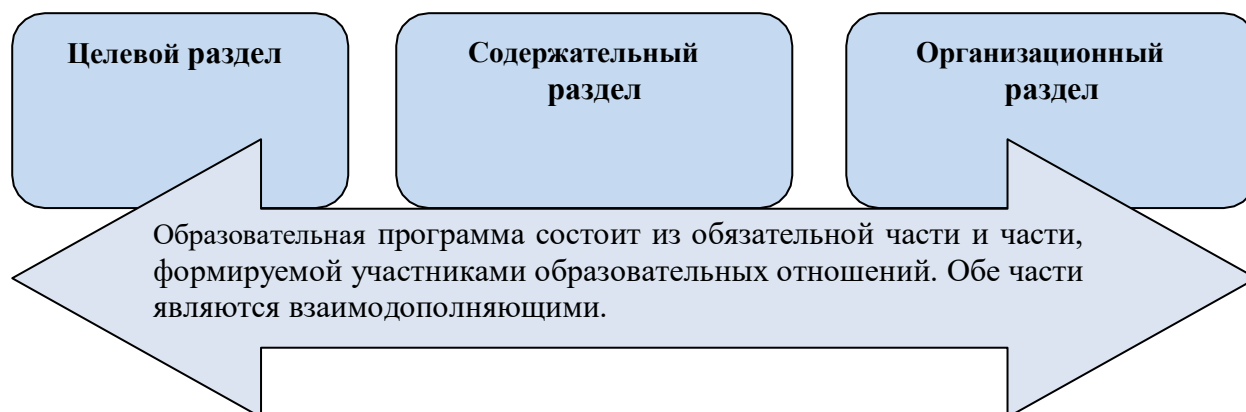 Целевой раздел
Содержательный
раздел
Организационный
раздел
Образовательная программа состоит из обязательной части и части,
формируемой участниками образовательных отношений. Обе части
являются взаимодополняющими.